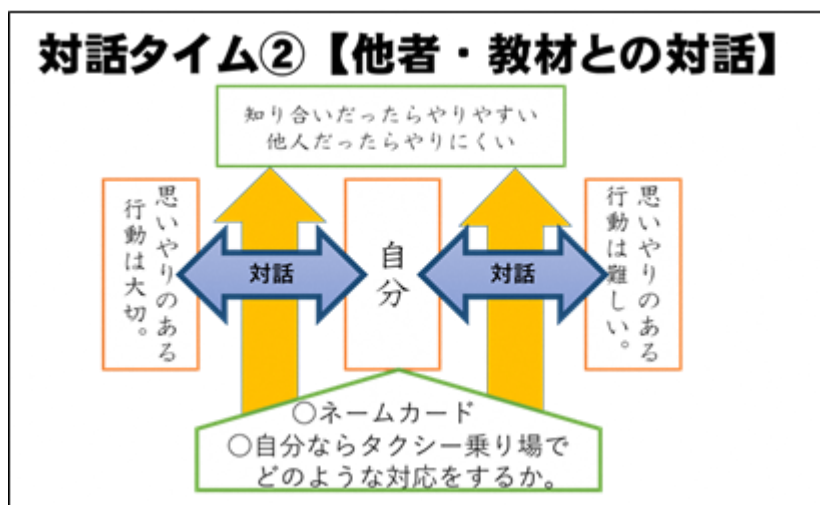 対話タイム②【他者・教材との対話】
知り合いだったらやりやすい
他人だったらやりにくい
思いやりのある
行動は大切。
対話
自分
対話
思いやりのある
行動は難しい。
○ネームカード
○自分ならタクシー乗り場で
どのような対応をするか。